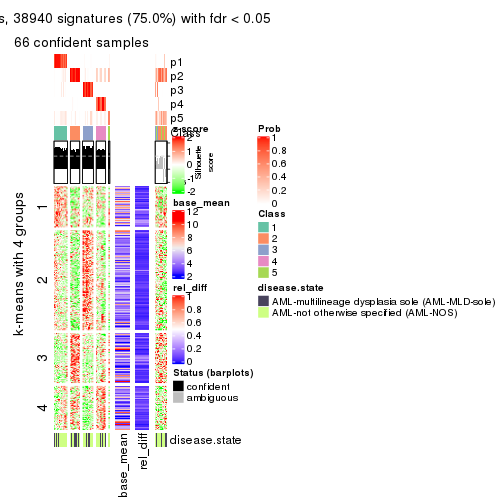 s, 38940 signatures (75.0%) with fdr < 0.05
66 confident samples
p1
p2
p3
p4
p5
Class
Silhouette
score
k-means with 4 groups
1
2
3
4
base_mean
rel_diff
disease.state
z-score
2
1
0
-1
-2
base_mean
12
10
8
6
4
2
rel_diff
1
0.8
0.6
0.4
0.2
0
Status (barplots)
confident
ambiguous
Prob
1
0.8
0.6
0.4
0.2
0
Class
1
2
3
4
5
disease.state
AML-multilineage dysplasia sole (AML-MLD-sole)
AML-not otherwise specified (AML-NOS)